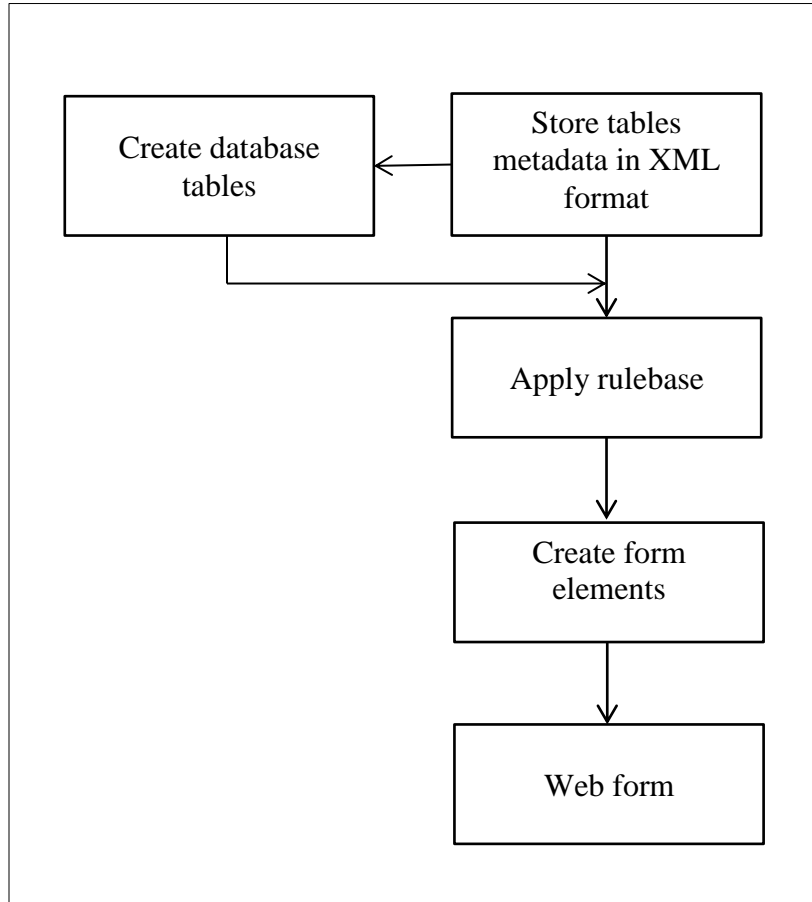 Create database
tables
Store tables
metadata in XML
format
Apply rulebase
Create form
elements
Web form